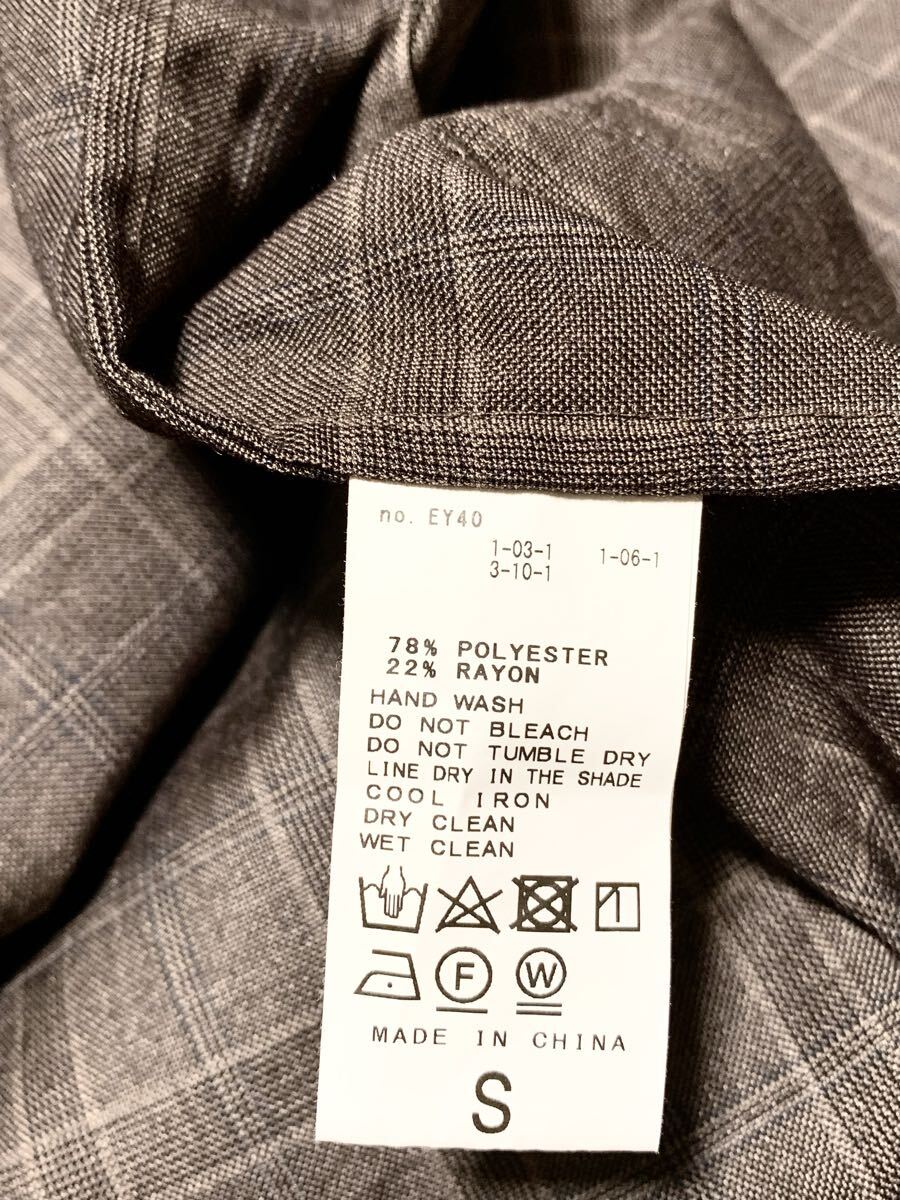 no. EY40
1-03-1 1-06-1
3-10-1
78% POLYESTER
22% RAYON
HAND WASH
DO NOT BLEACH
DO NOT TUMBLE DRY
LINE DRY IN THE SHADE
COOL IRON
DRY CLEAN
WET CLEAN
F W
MADE IN CHINA
S